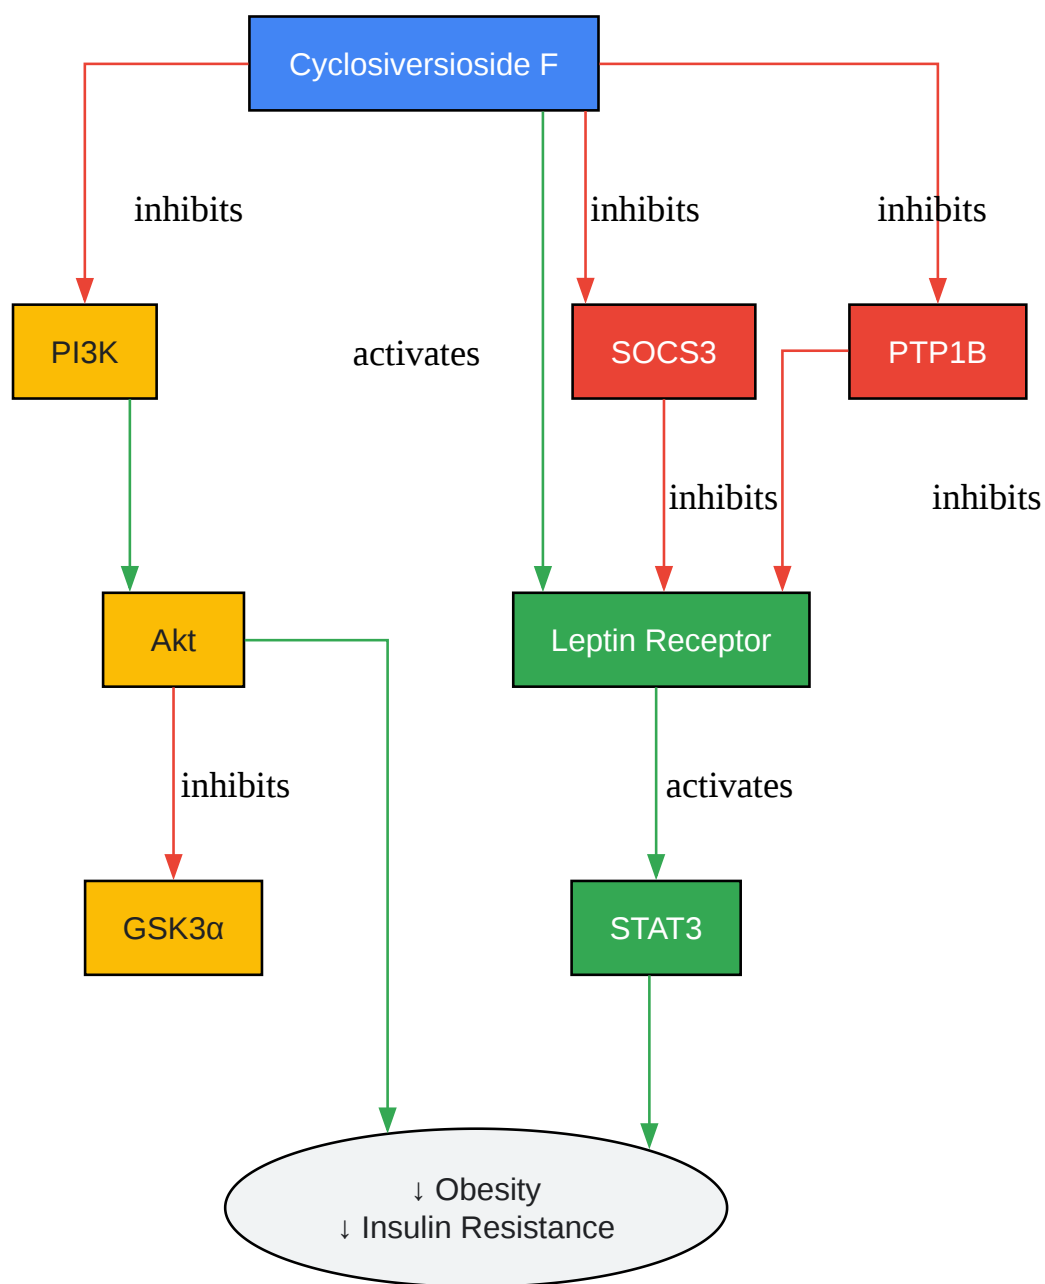 Cyclosiversioside F
inhibits
inhibits
inhibits
PI3K
activates
SOCS3
PTP1B
inhibits
inhibits
Akt
Leptin Receptor
inhibits
activates
GSK3α
STAT3
↓ Obesity
↓ Insulin Resistance